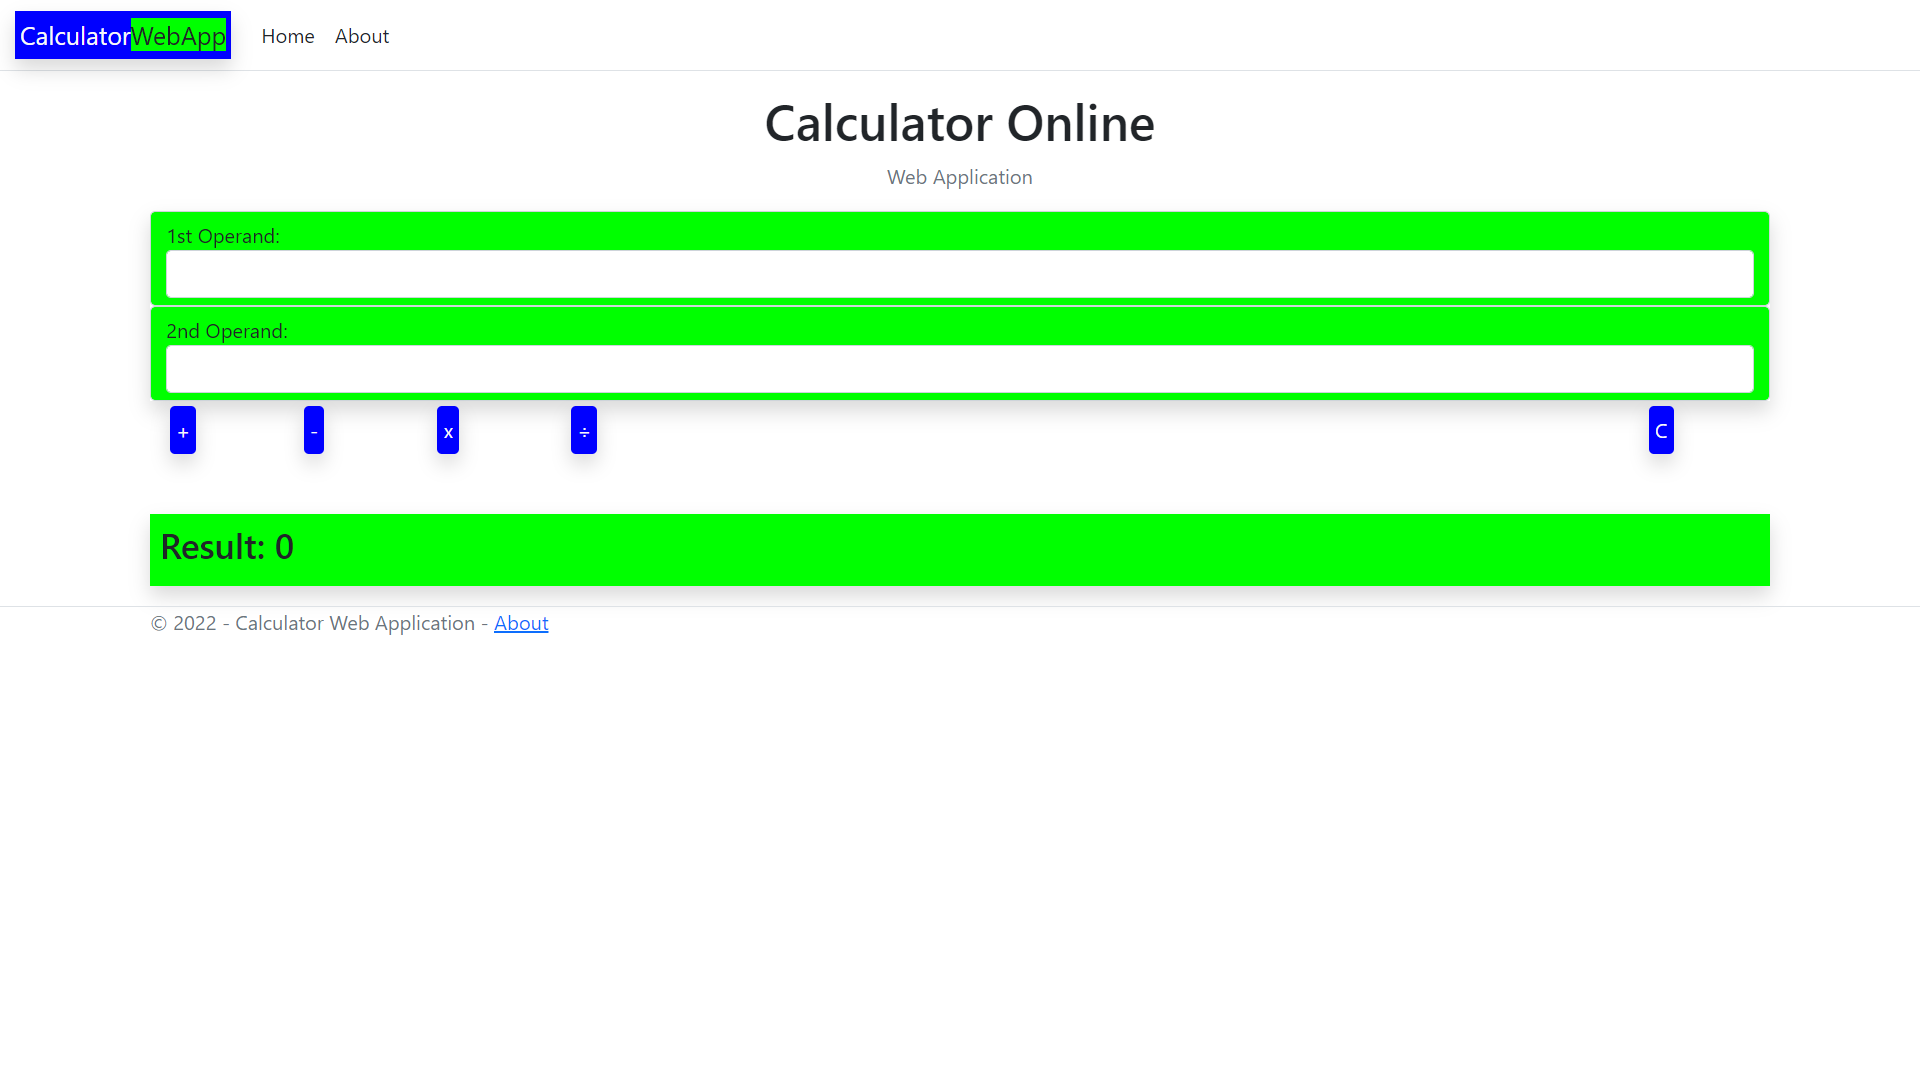 CalculatorWebApp Home About
Calculator Online
Web Application
1st Operand:
2nd Operand:
+ - x ÷ C
Result: 0
© 2022 - Calculator Web Application - About